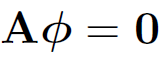 𝐀𝝓 = 𝟎